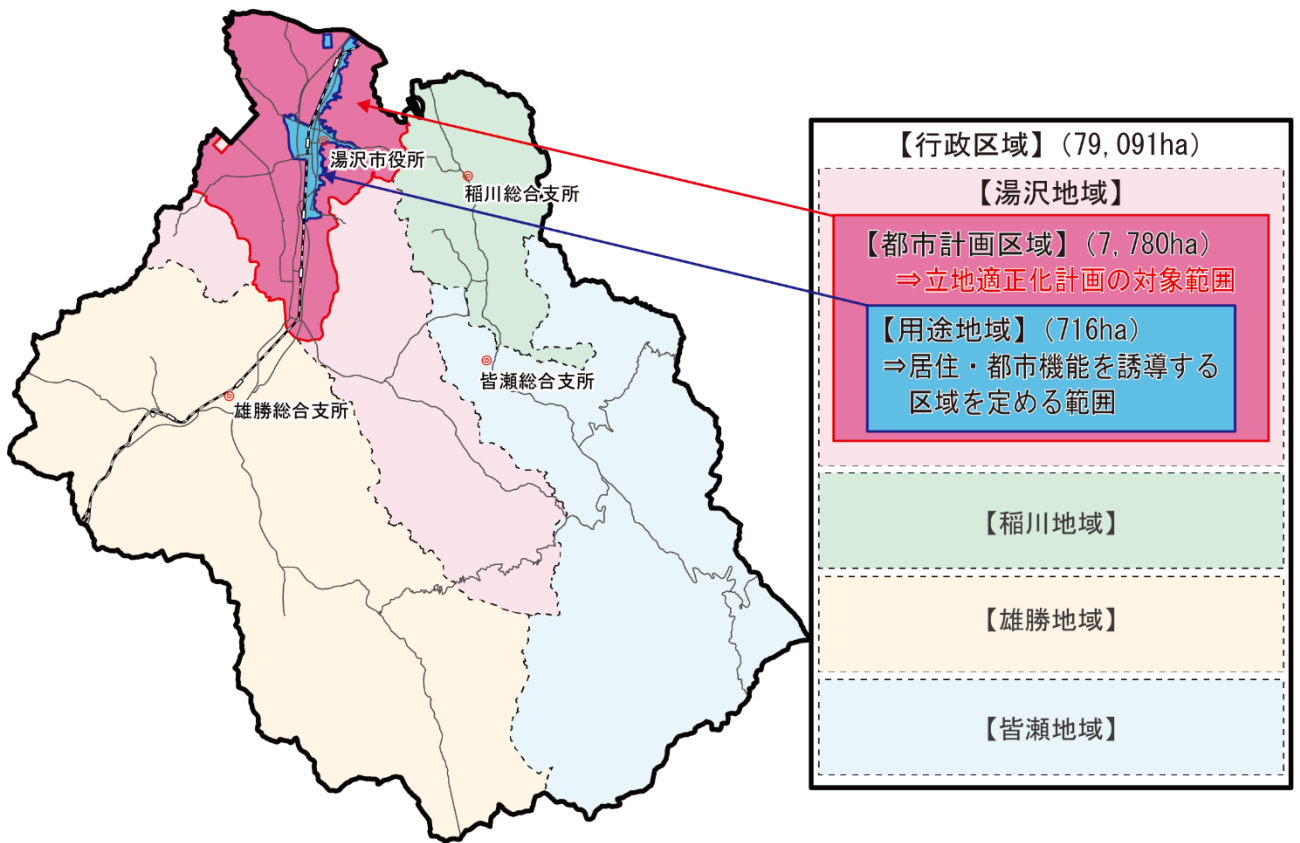 湯沢市役所
稲川総合支所
皆瀬総合支所
雄勝総合支所
【行政区域】(79,091ha)
【湯沢地域】
【都市計画区域】(7,780ha)
⇒立地適正化計画の対象範囲
【用途地域】(716ha)
⇒居住・都市機能を誘導する
区域を定める範囲
【稲川地域】
【雄勝地域】
【皆瀬地域】